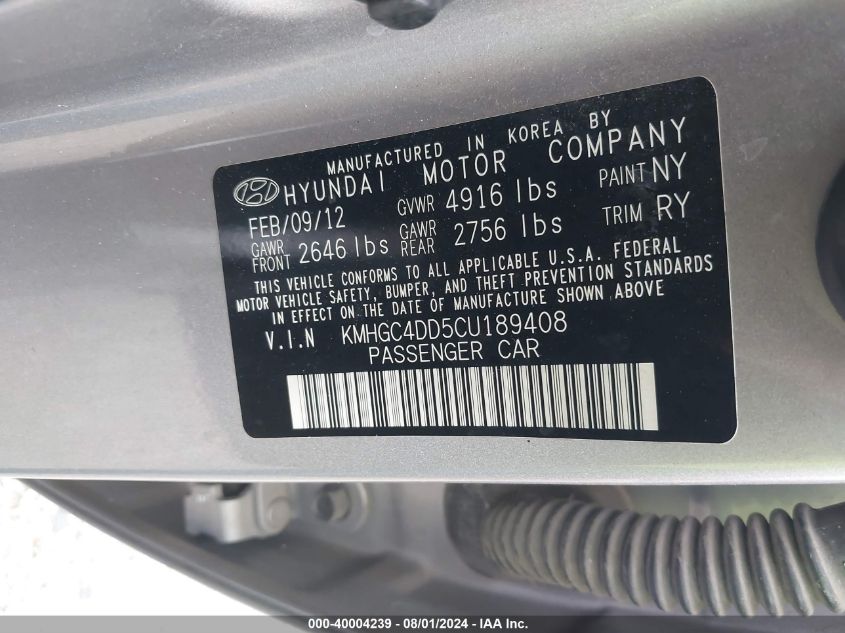 MANUFACTURED IN KOREA BY
HYUNDAI MOTOR COMPANY
FEB/09/12 GVWR 4916 lbs PAINT NY
GAWR FRONT 2646 lbs GAWR REAR 2756 lbs TRIM RY
THIS VEHICLE CONFORMS TO ALL APPLICABLE U.S.A. FEDERAL
MOTOR VEHICLE SAFETY, BUMPER, AND THEFT PREVENTION STANDARDS
IN EFFECT ON THE DATE OF MANUFACTURE SHOWN ABOVE
V.I.N KMHGC4DD5CU189408
PASSENGER CAR
000-40004239 - 08/01/2024 - IAA Inc.